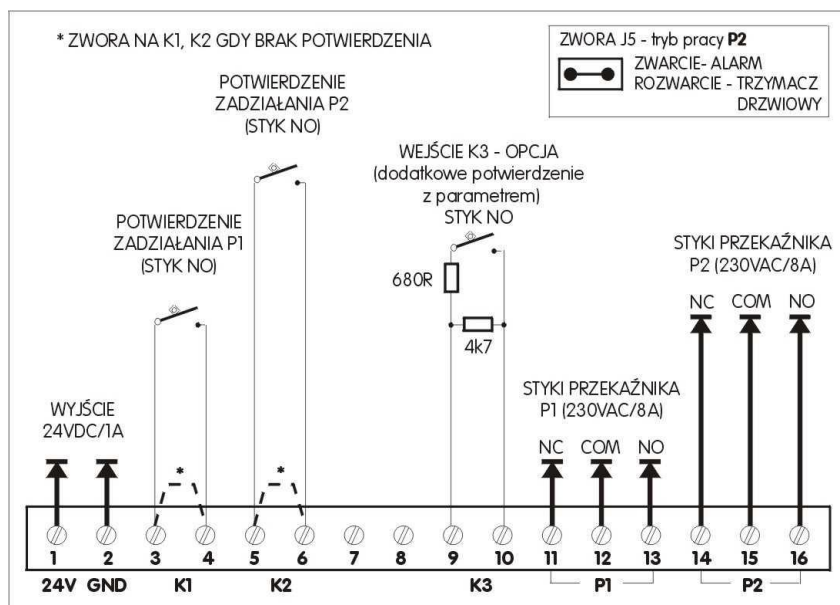 * ZWORA NA K1, K2 GDY BRAK POTWIERDZENIA
ZWORA J5 - tryb pracy P2
ZWARCIE- ALARM
ROZWARCIE - TRZYMACZ
DRZWIOWY
POTWIERDZENIE
ZADZIAŁANIA P2
(STYK NO)
WEJŚCIE K3 - OPCJA
(dodatkowe potwierdzenie
z parametrem)
STYK NO
POTWIERDZENIE
ZADZIAŁANIA P1
(STYK NO)
STYKI PRZEKAŹNIKA
P2 (230VAC/8A)
680R
NC COM NO
4k7
STYKI PRZEKAŹNIKA
P1 (230VAC/8A)
WYJŚCIE
24VDC/1A
NC COM NO
* *
1 2 3 4 5 6 7 8 9 10 11 12 13 14 15 16
24V GND K1 K2 K3 P1 P2